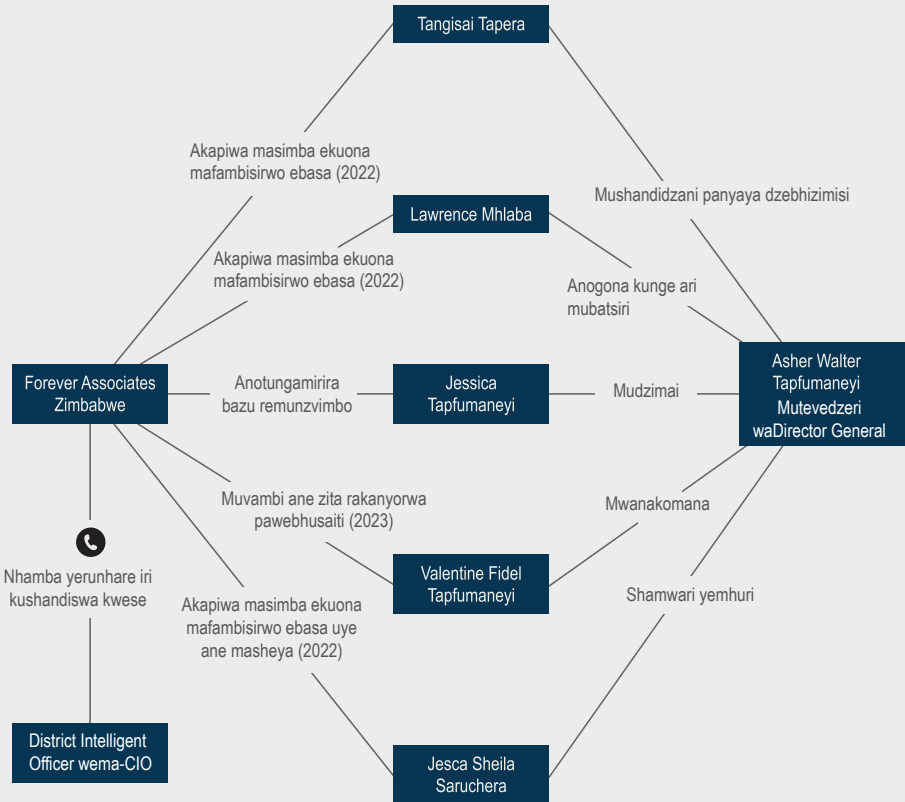 Tangisai Tapera
Akapiwa masimba ekuona
mafambisirwo ebasa (2022)
Mushandidzani panyaya dzebhizimisi
Lawrence Mhlaba
Akapiwa masimba ekuona
mafambisirwo ebasa (2022)
Anogona kunge ari
mubatsiri
Forever Associates
Zimbabwe
Anotungamirira
bazu remunzvimbo
Jessica
Tapfumaneyi
Mudzimai
Asher Walter
Tapfumaneyi
Mutevedzeri
waDirector General
Muvambi ane zita rakanyorwa
pawebhusaiti (2023)
Mwanakomana
Valentine Fidel
Tapfumaneyi
Nhamba yerunhare iri
kushandiswa kwese
Akapiwa masimba ekuona
mafambisirwo ebasa uye
ane masheya (2022)
Shamwari yemhuri
District Intelligent
Officer wema-CIO
Jesca Sheila
Saruchera